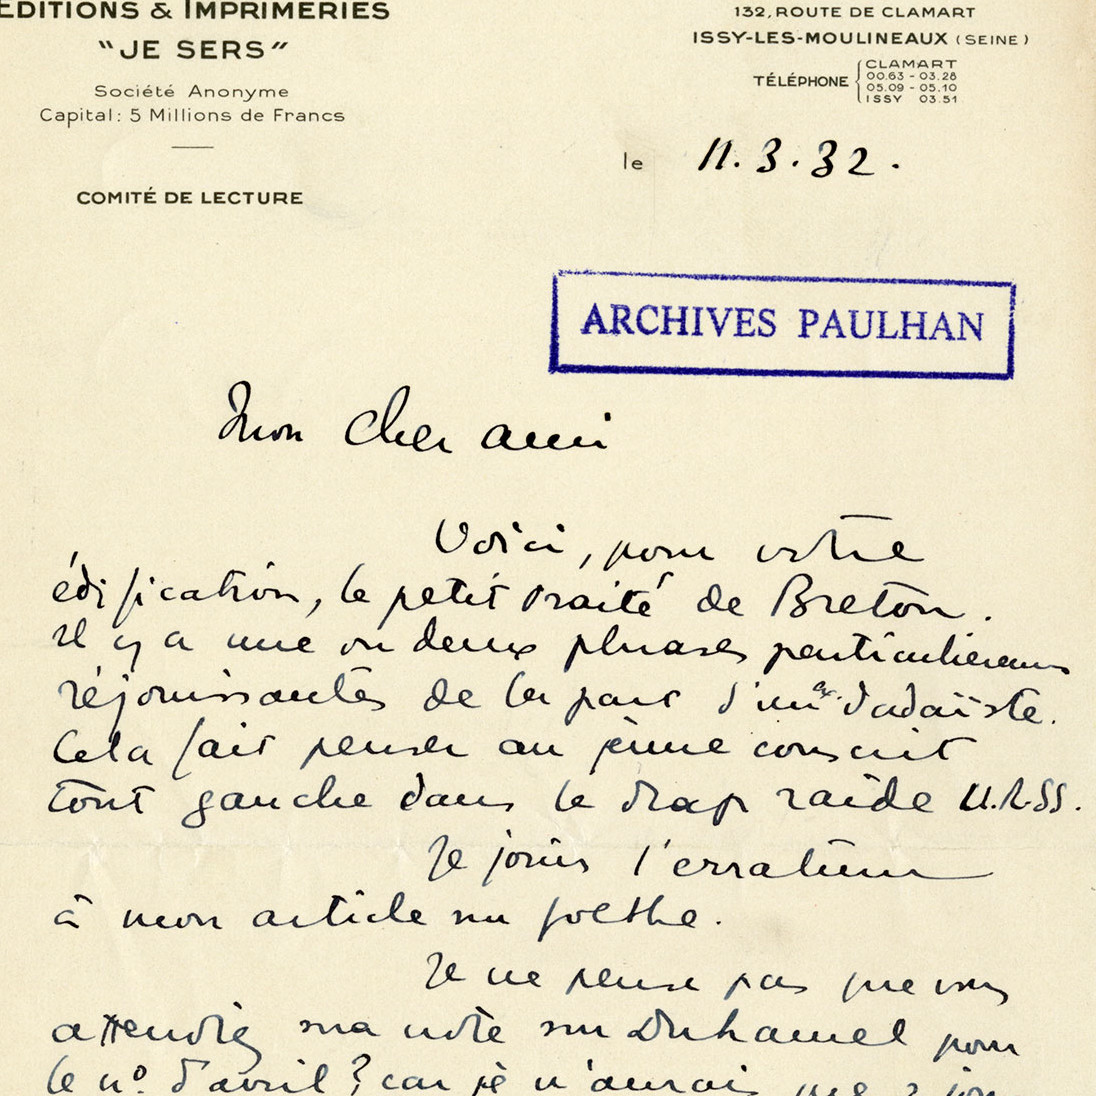 EDITIONS & IMPRIMERIES
"JE SERS"
Société Anonyme
Capital: 5 Millions de Francs
COMITÉ DE LECTURE
132, ROUTE DE CLAMART
ISSY-LES-MOULINEAUX (SEINE)
TÉLÉPHONE
CLAMART
00.63 - 03.28
05.09 - 05.10
ISSY 03.51
le 11.3.32.
ARCHIVES PAULHAN
Mon cher ami
Voici, pour votre
édification, le petit traité de Breton.
Il y a une ou deux phrases particulièrement
réjouissantes de la part d'un ex-dadaïste.
Cela fait penser au jeune conscrit
tout gauche dans le drap raide U.R.SS.
Je joins l'erratum
à mon article sur Goethe.
Je ne pense pas que vous
attendiez ma note sur Duhamel pour
le n° d'avril? car je n'aurais que 2 jours